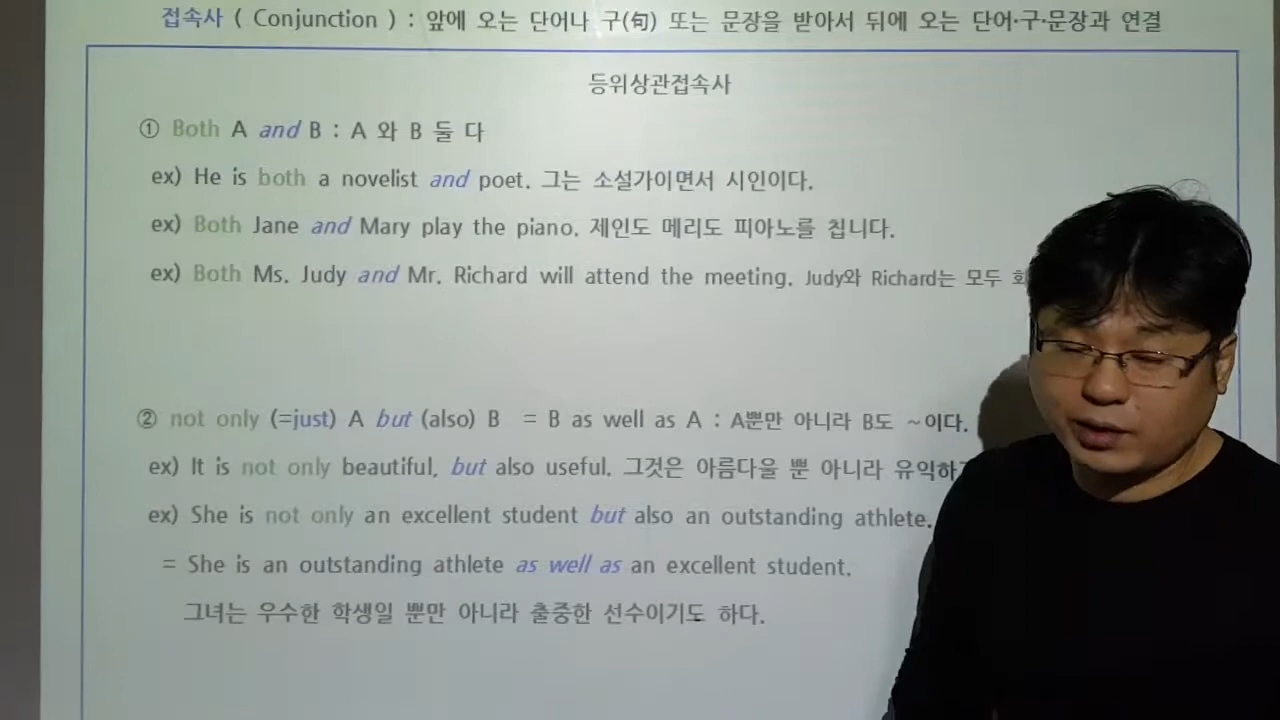 접속사 ( Conjunction ) : 앞에 오는 단어나 구(句) 또는 문장을 받아서 뒤에 오는 단어·구·문장과 연결
등위상관접속사
① Both A and B : A 와 B 둘 다
ex) He is both a novelist and poet. 그는 소설가이면서 시인이다.
ex) Both Jane and Mary play the piano. 제인도 메리도 피아노를 칩니다.
ex) Both Ms. Judy and Mr. Richard will attend the meeting. Judy와 Richard는 모두
② not only (=just) A but (also) B = B as well as A : A뿐만 아니라 B도 ~이다.
ex) It is not only beautiful, but also useful. 그것은 아름다울 뿐 아니라
ex) She is not only an excellent student but also an outstanding athlete.
= She is an outstanding athlete as well as an excellent student.
그녀는 우수한 학생일 뿐만 아니라 출중한 선수이기도 하다.